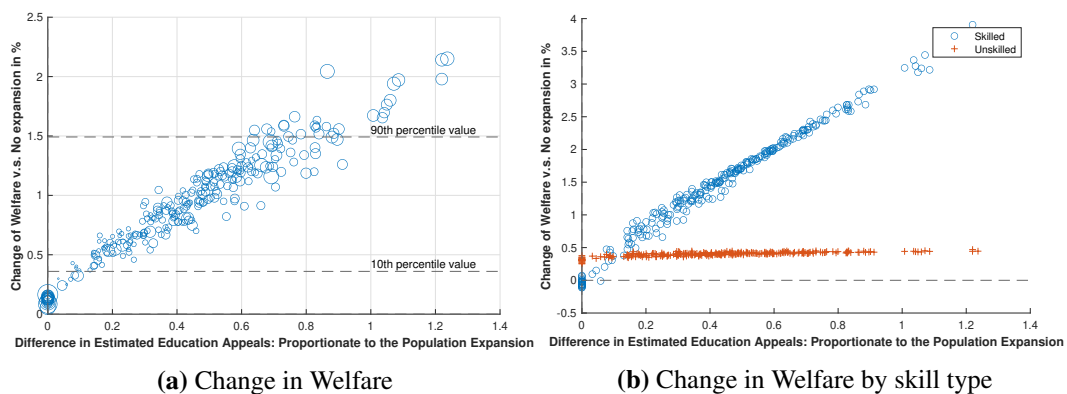 2.5
2
1.5
1
0.5
0
Change of Welfare v.s. No expansion in %
90th percentile value
10th percentile value
0 0.2 0.4 0.6 0.8 1 1.2 1.4
Difference in Estimated Education Appeals: Proportionate to the Population Expansion
(a) Change in Welfare
4
3.5
3
2.5
2
1.5
1
0.5
0
-0.5
Change of Welfare v.s. No expansion in %
Skilled
Unskilled
0 0.2 0.4 0.6 0.8 1 1.2 1.4
Difference in Estimated Education Appeals: Proportionate to the Population Expansion
(b) Change in Welfare by skill type